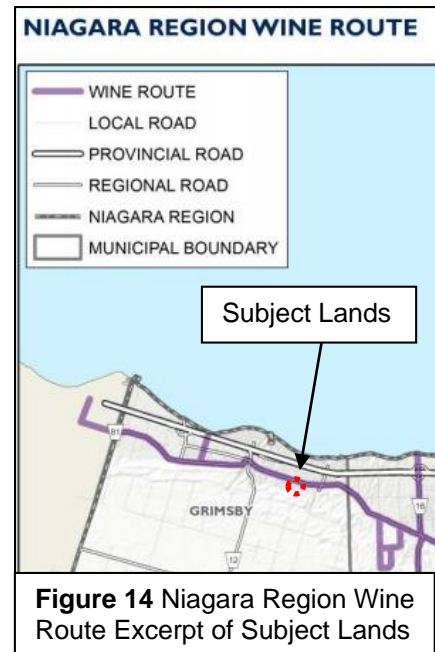 NIAGARA REGION WINE ROUTE
WINE ROUTE
LOCAL ROAD
PROVINCIAL ROAD
REGIONAL ROAD
NIAGARA REGION
MUNICIPAL BOUNDARY
Subject Lands
81
GRIMSBY
16
12
Figure 14 Niagara Region Wine
Route Excerpt of Subject Lands